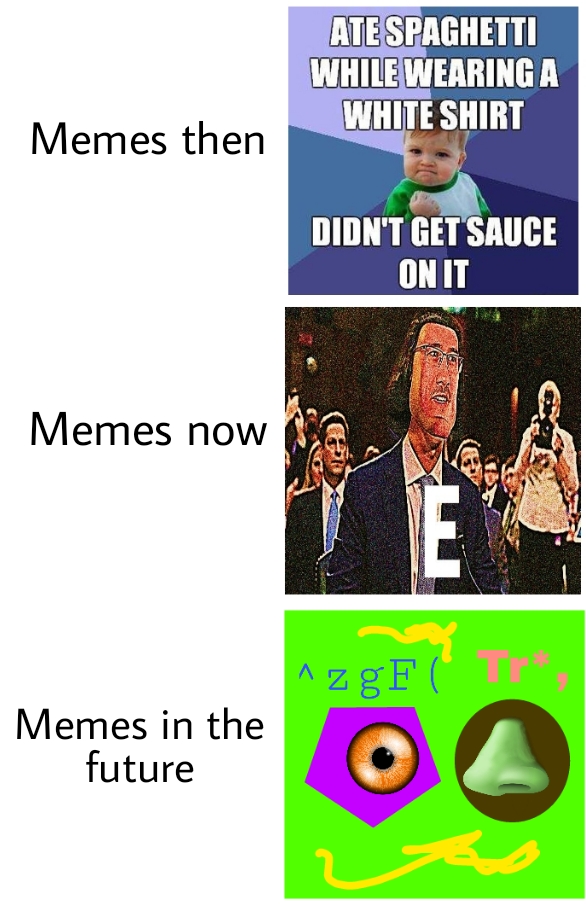 Memes then
ATE SPAGHETTI
WHILE WEARING A
WHITE SHIRT
DIDN'T GET SAUCE
ON IT
Memes now
E
Memes in the
future
^zgF(
Tr*,